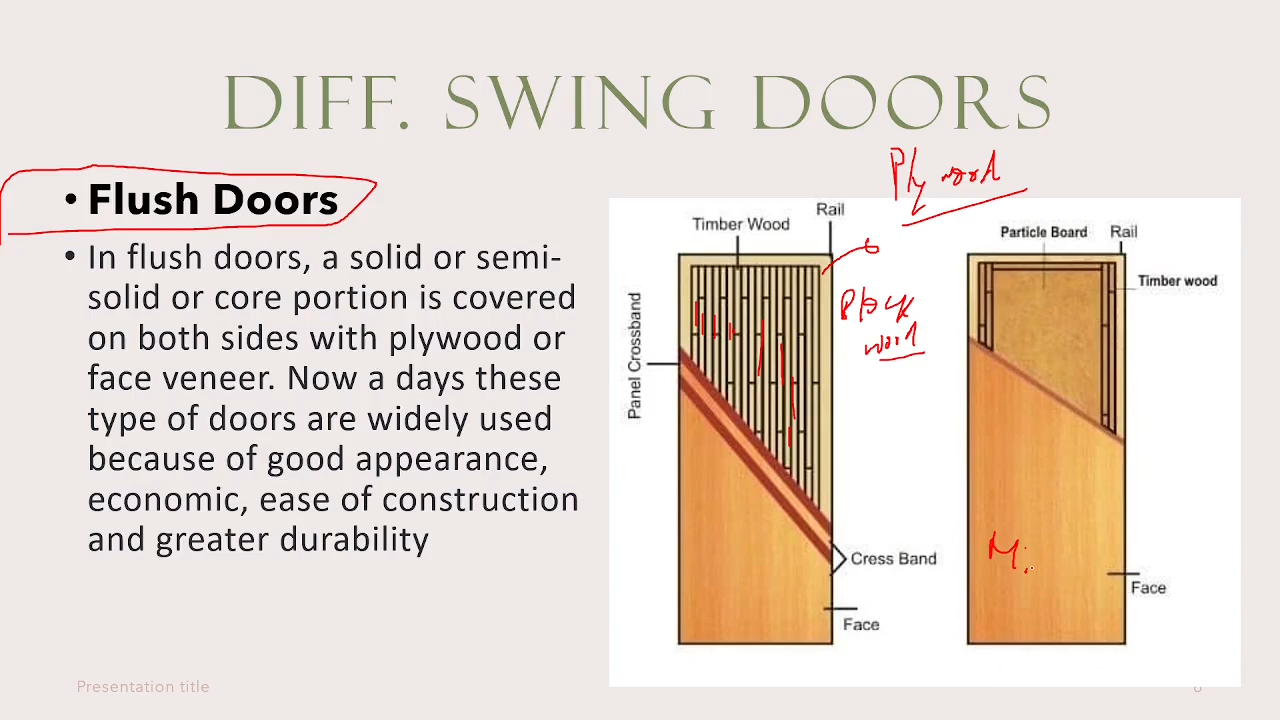 DIFF. SWING DOORS
• Flush Doors
• In flush doors, a solid or semi-
solid or core portion is covered
on both sides with plywood or
face veneer. Now a days these
type of doors are widely used
because of good appearance,
economic, ease of construction
and greater durability
Ply wood
Timber Wood
Rail
Panel Crossband
wood
Cress Band
Face
Particle Board
Rail
Timber wood
Face
Presentation title
6